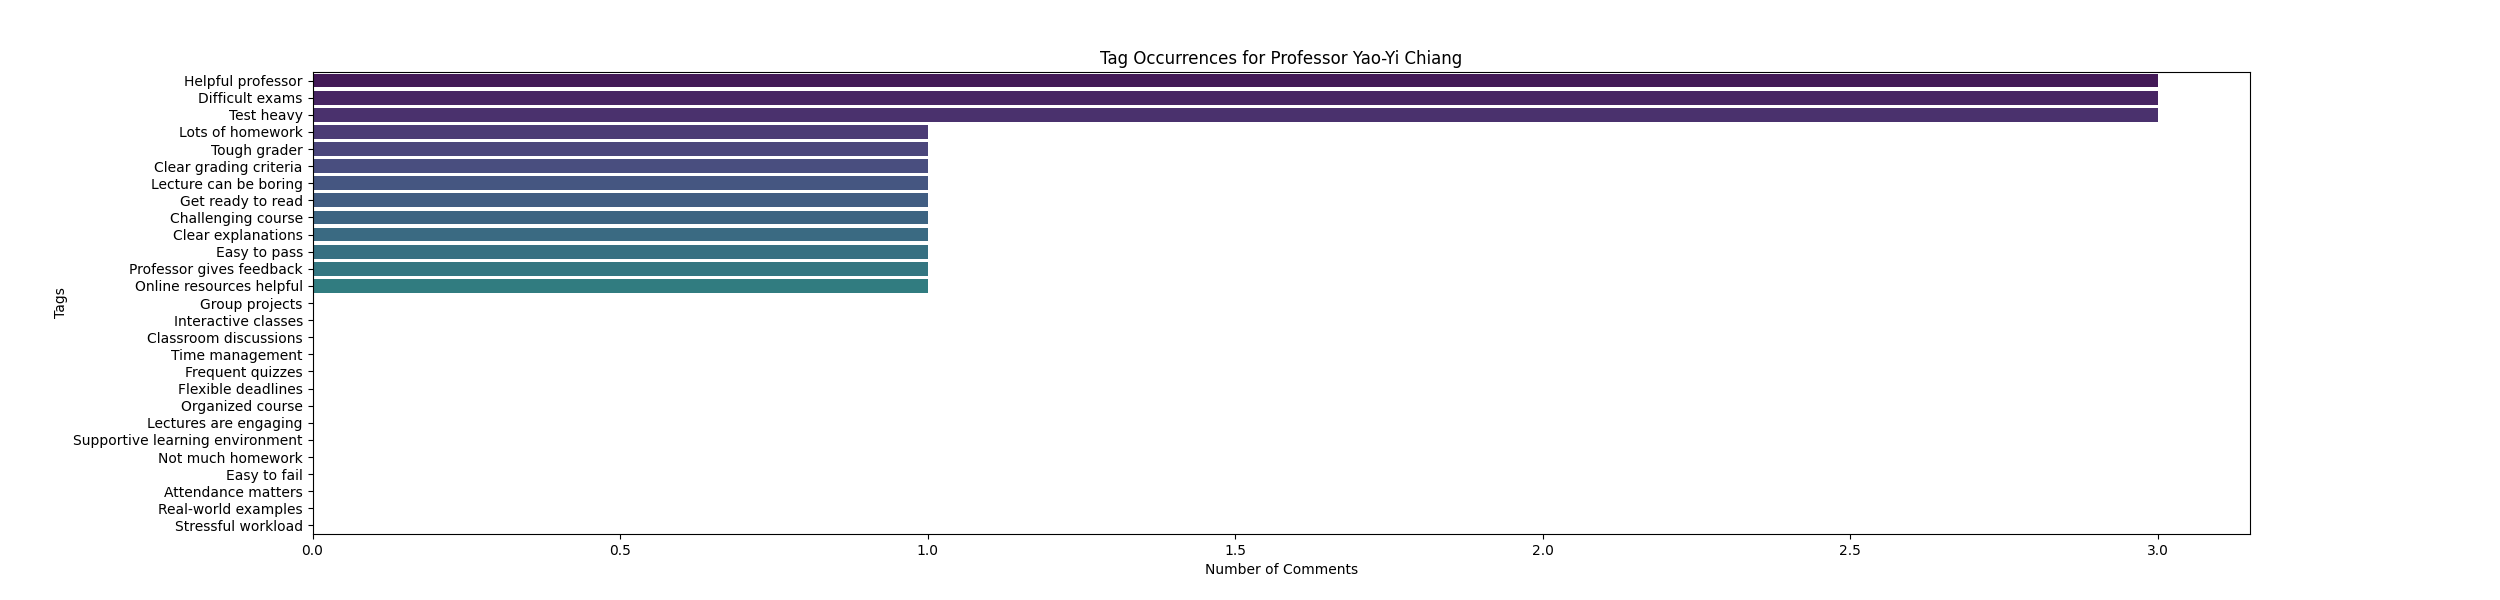 Tag Occurrences for Professor Yao-Yi Chiang
Helpful professor
Difficult exams
Test heavy
Lots of homework
Tough grader
Clear grading criteria
Lecture can be boring
Get ready to read
Challenging course
Clear explanations
Easy to pass
Professor gives feedback
Online resources helpful
Group projects
Interactive classes
Classroom discussions
Time management
Frequent quizzes
Flexible deadlines
Organized course
Lectures are engaging
Supportive learning environment
Not much homework
Easy to fail
Attendance matters
Real-world examples
Stressful workload
Tags
0.0 0.5 1.0 1.5 2.0 2.5 3.0
Number of Comments